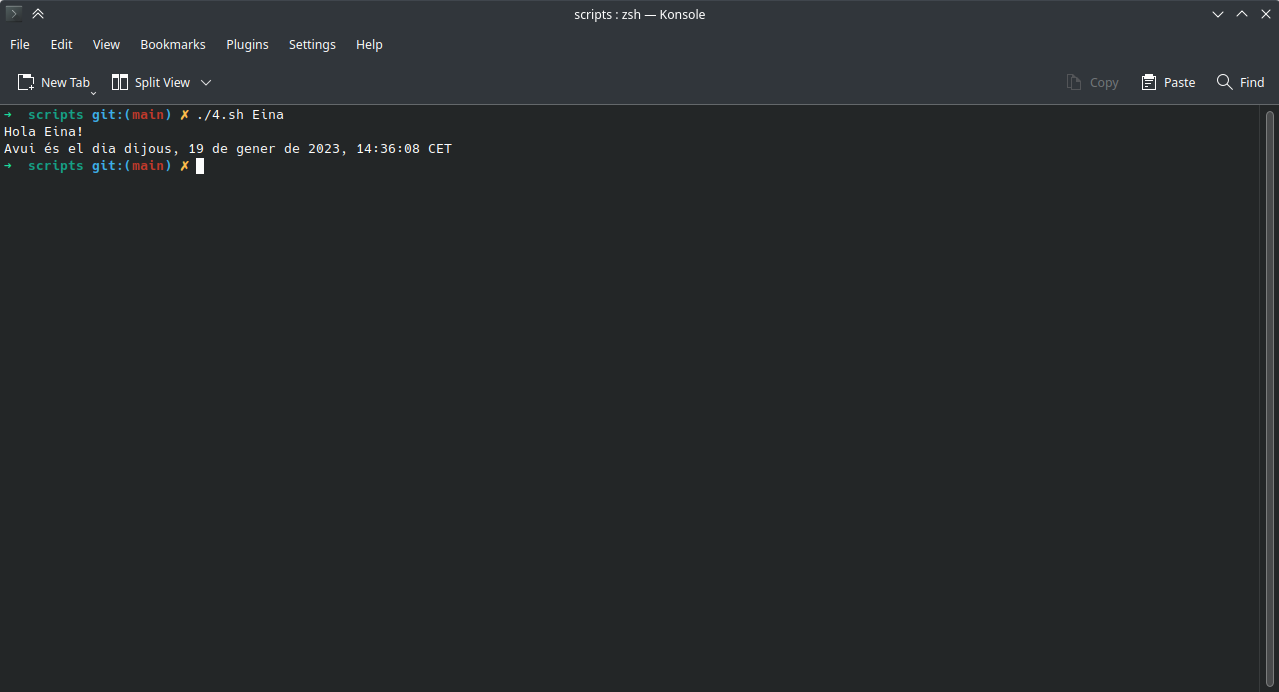 scripts : zsh — Konsole
File Edit View Bookmarks Plugins Settings Help
New Tab Split View Copy Paste Find
➜ scripts git:(main) ✗ ./4.sh Eina
Hola Eina!
Avui és el dia dijous, 19 de gener de 2023, 14:36:08 CET
➜ scripts git:(main) ✗